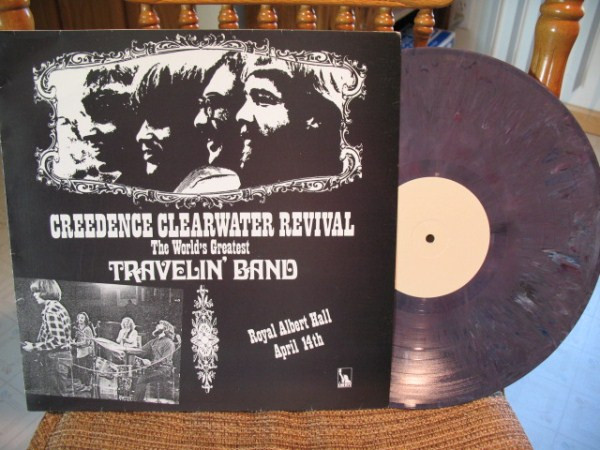 CREEDENCE CLEARWATER REVIVAL
The World's Greatest
TRAVELIN' BAND
Royal Albert Hall
April 14th